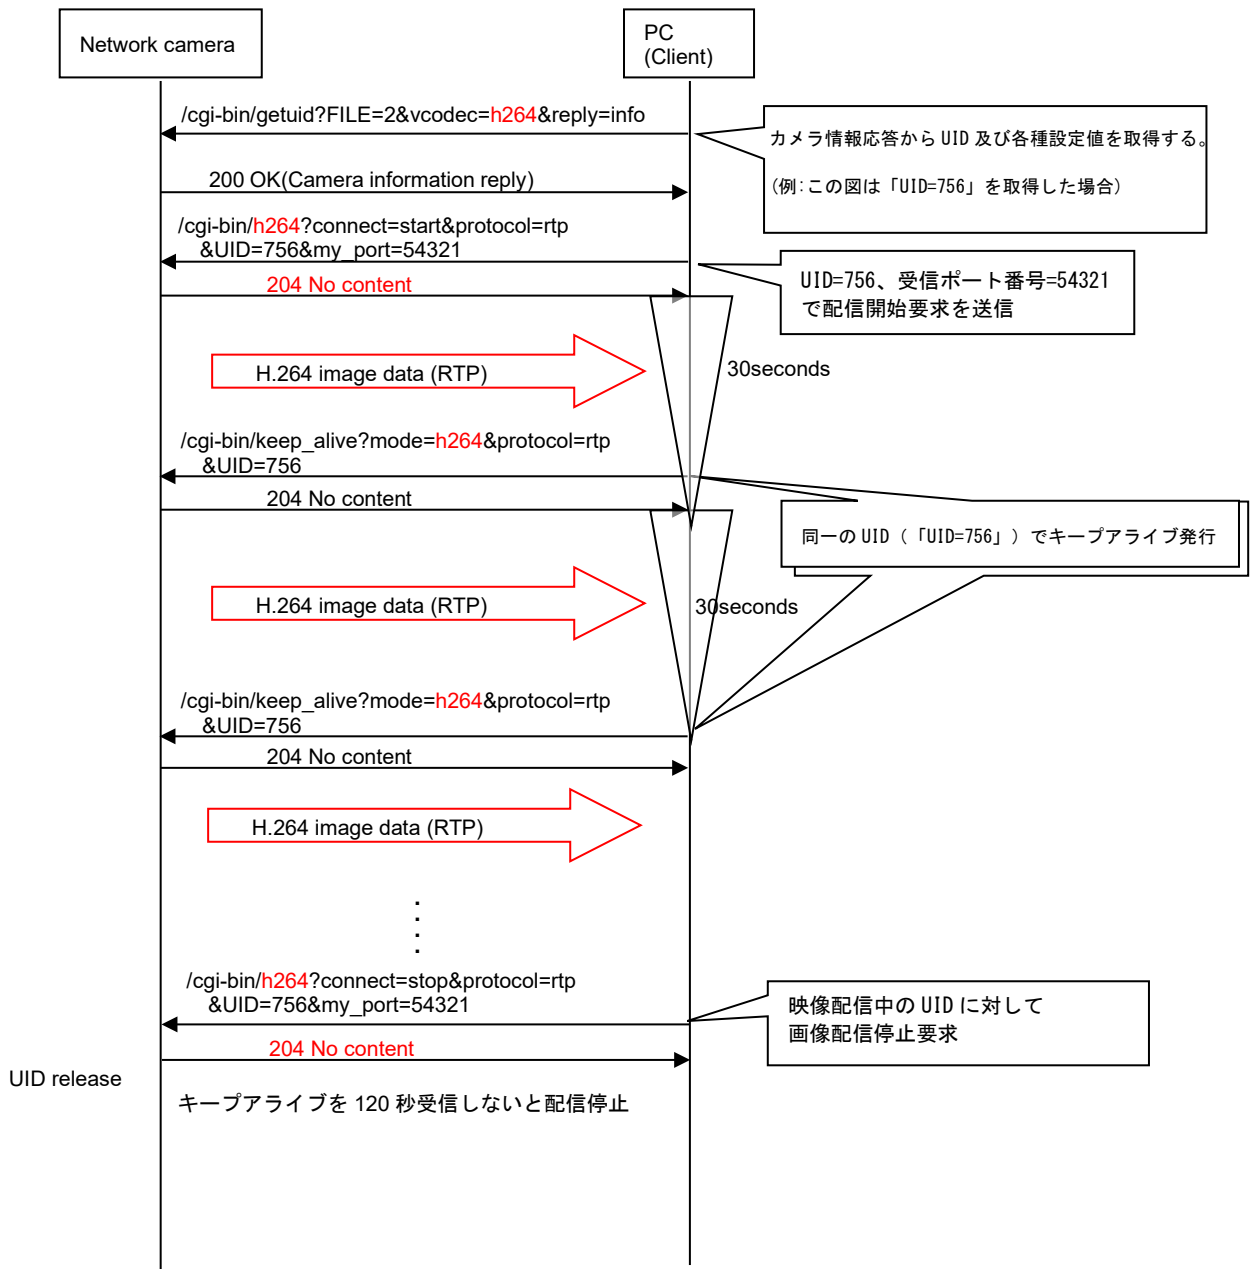 Network camera
PC
(Client)
/cgi-bin/getuid?FILE=2&vcodec=h264&reply=info
カメラ情報応答から UID 及び各種設定値を取得する。
(例:この図は「UID=756」を取得した場合)
200 OK(Camera information reply)
/cgi-bin/h264?connect=start&protocol=rtp
&UID=756&my_port=54321
UID=756、受信ポート番号=54321
で配信開始要求を送信
204 No content
H.264 image data (RTP)
30seconds
/cgi-bin/keep_alive?mode=h264&protocol=rtp
&UID=756
204 No content
同一の UID（「UID=756」）でキープアライブ発行
H.264 image data (RTP)
30seconds
/cgi-bin/keep_alive?mode=h264&protocol=rtp
&UID=756
204 No content
H.264 image data (RTP)
/cgi-bin/h264?connect=stop&protocol=rtp
&UID=756&my_port=54321
映像配信中の UID に対して
画像配信停止要求
204 No content
UID release
キープアライブを 120 秒受信しないと配信停止